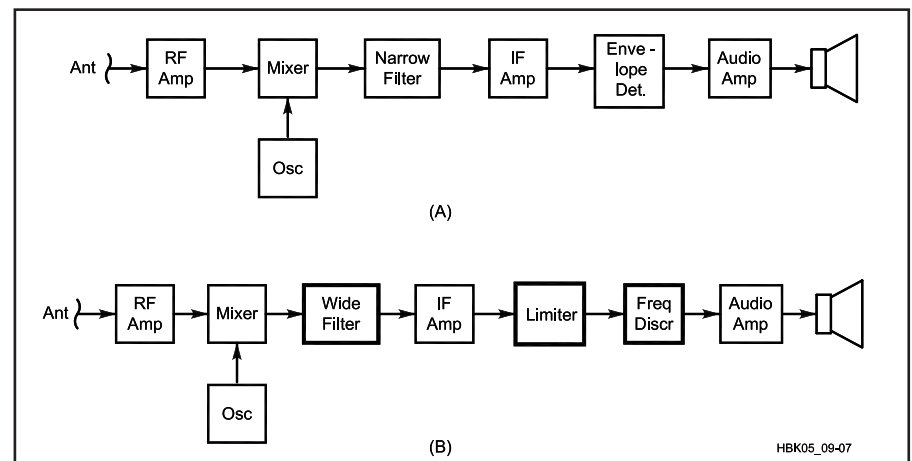 Ant
RF
Amp
Mixer
Narrow
Filter
IF
Amp
Enve -
lope
Det.
Audio
Amp
Osc
(A)
Ant
RF
Amp
Mixer
Wide
Filter
IF
Amp
Limiter
Freq
Discr
Audio
Amp
Osc
(B)
HBK05_09-07